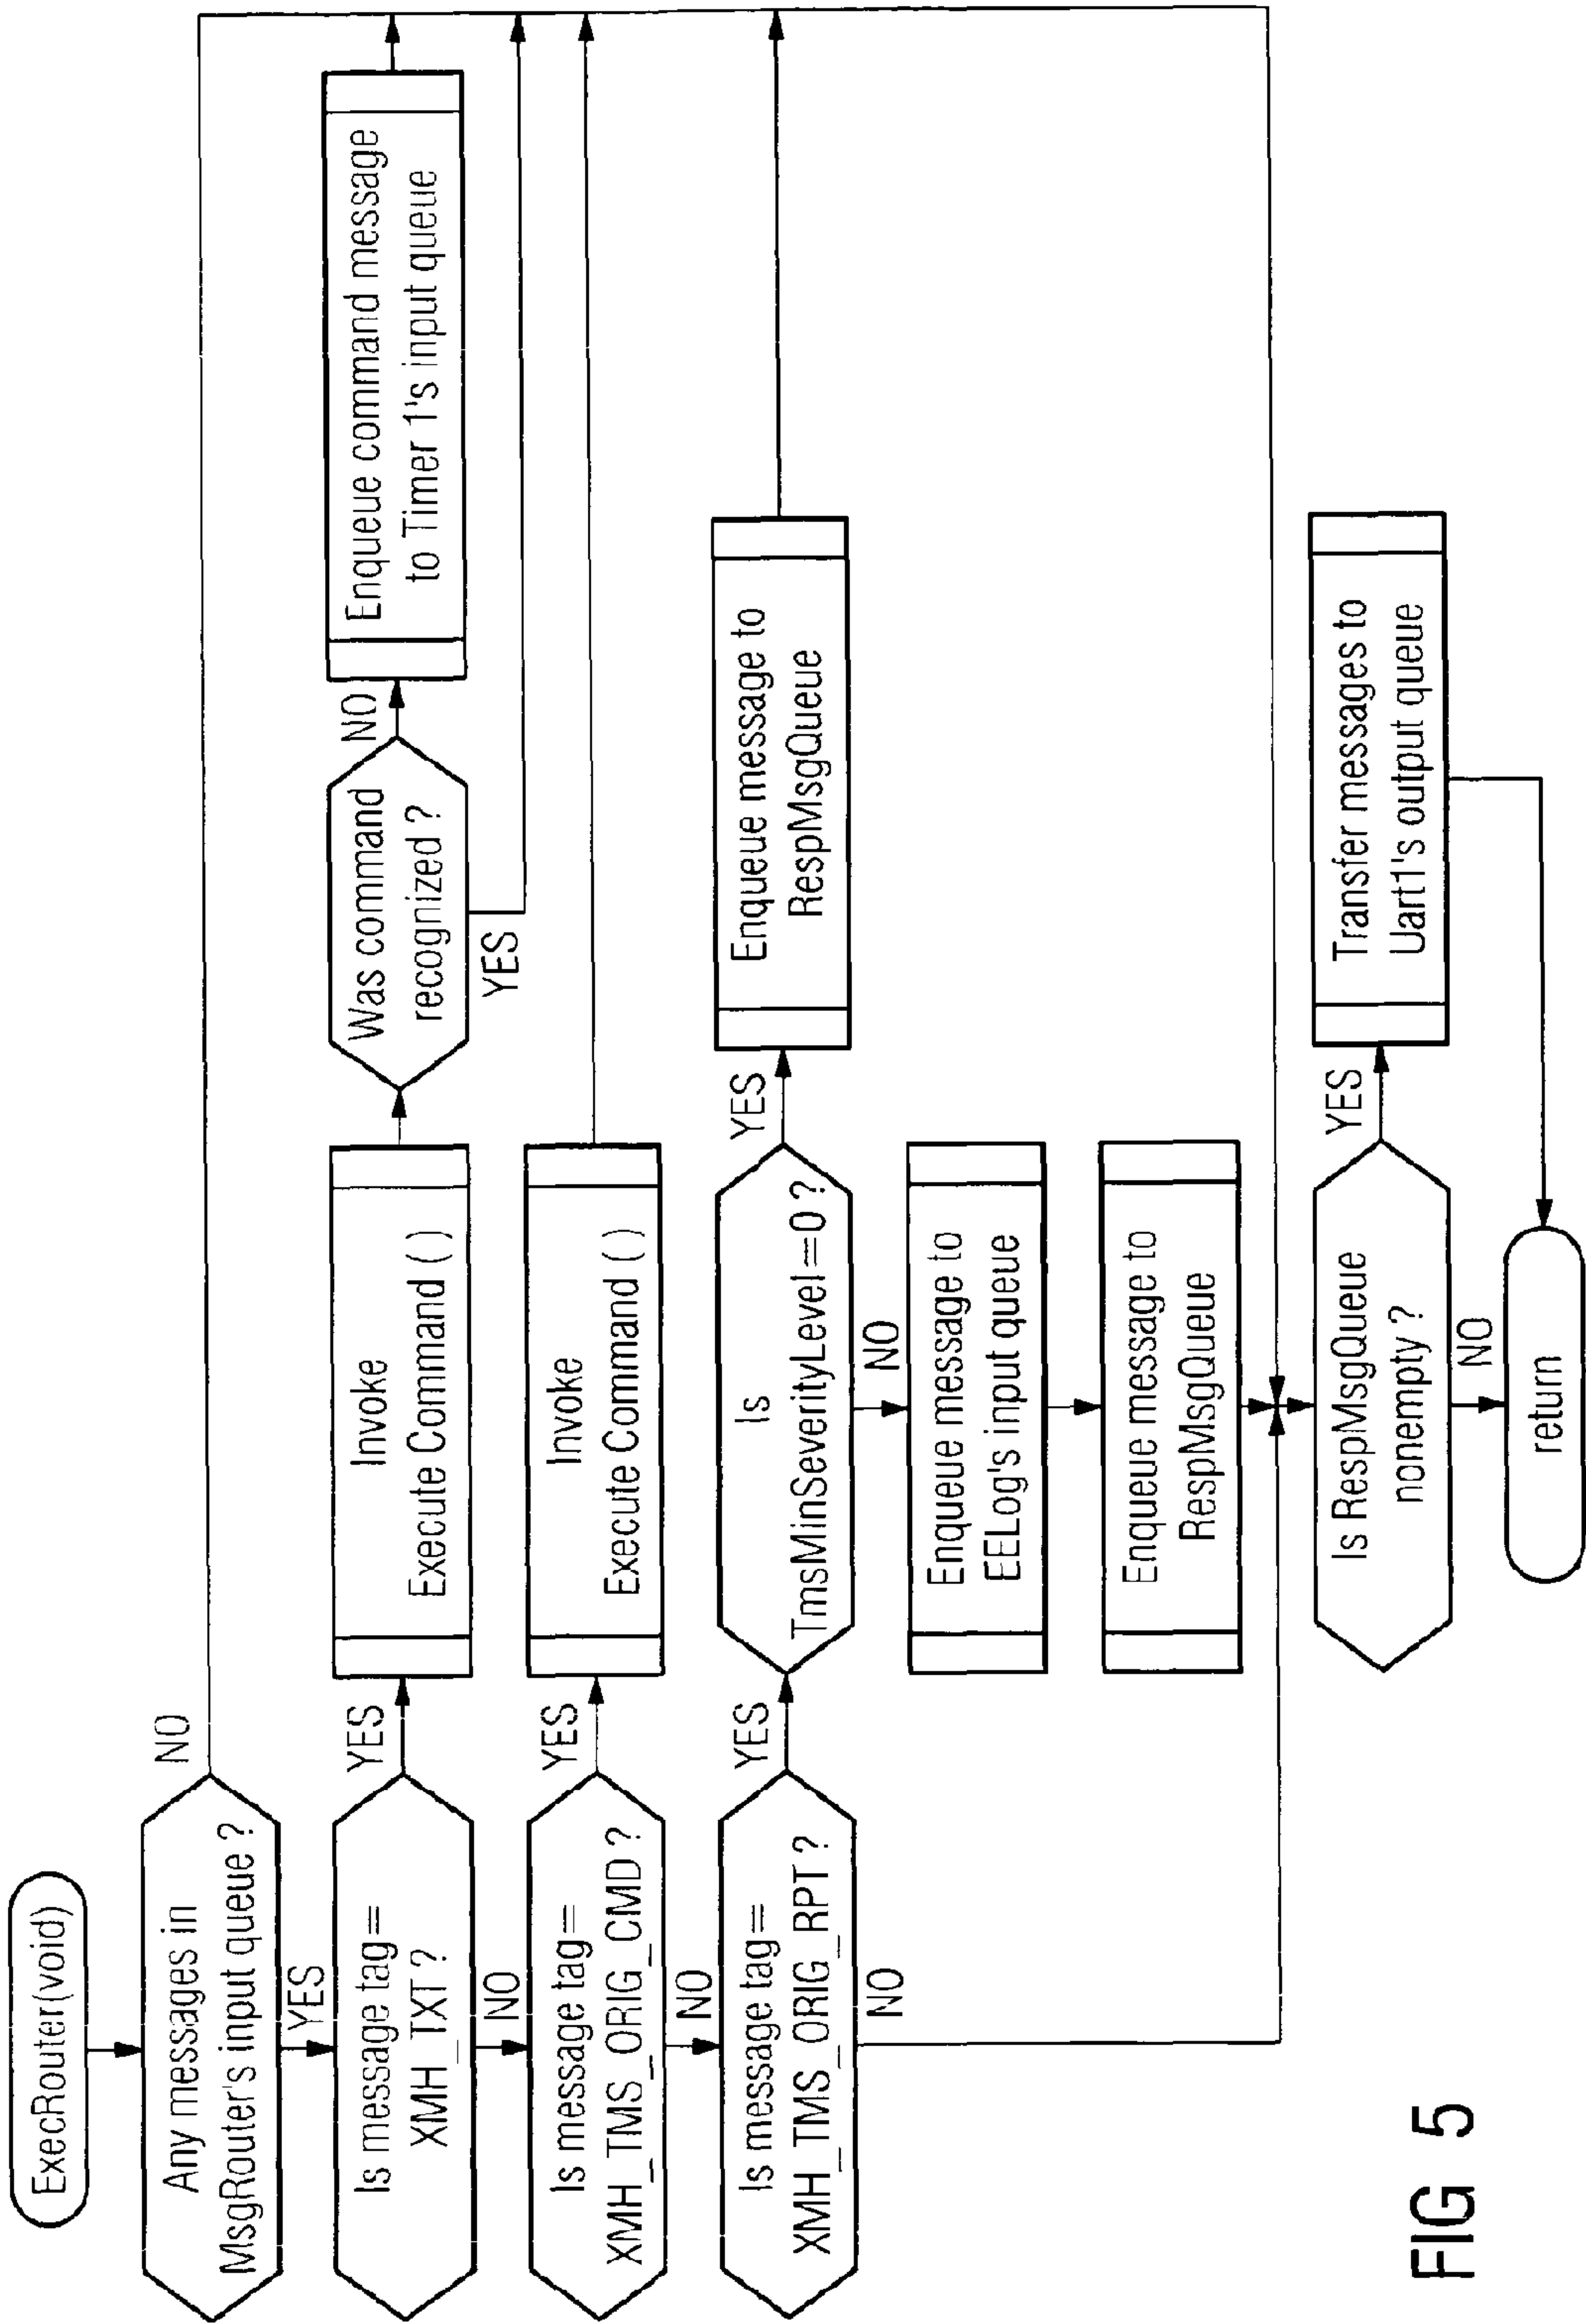 ExecRouter(void)
Any messages in
MsgRouter's input queue ?
NO
YES
Is message tag=
XMH_TXT ?
YES
Invoke
Execute Command ( )
Was command
recognized ?
NO
Enqueue command message
to Timer 1's input queue
YES
NO
Is message tag=
XMH_TMS_ORIG_CMD ?
YES
Invoke
Execute Command ( )
NO
Is message tag=
XMH_TMS_ORIG_RPT ?
YES
Is
TmsMinSeverityLevel==0 ?
YES
Enqueue message to
RespMsgQueue
NO
NO
Enqueue message to
EELog's input queue
Enqueue message to
RespMsgQueue
Is RespMsgQueue
nonempty ?
YES
Transfer messages to
Uart1's output queue
NO
return
FIG 5